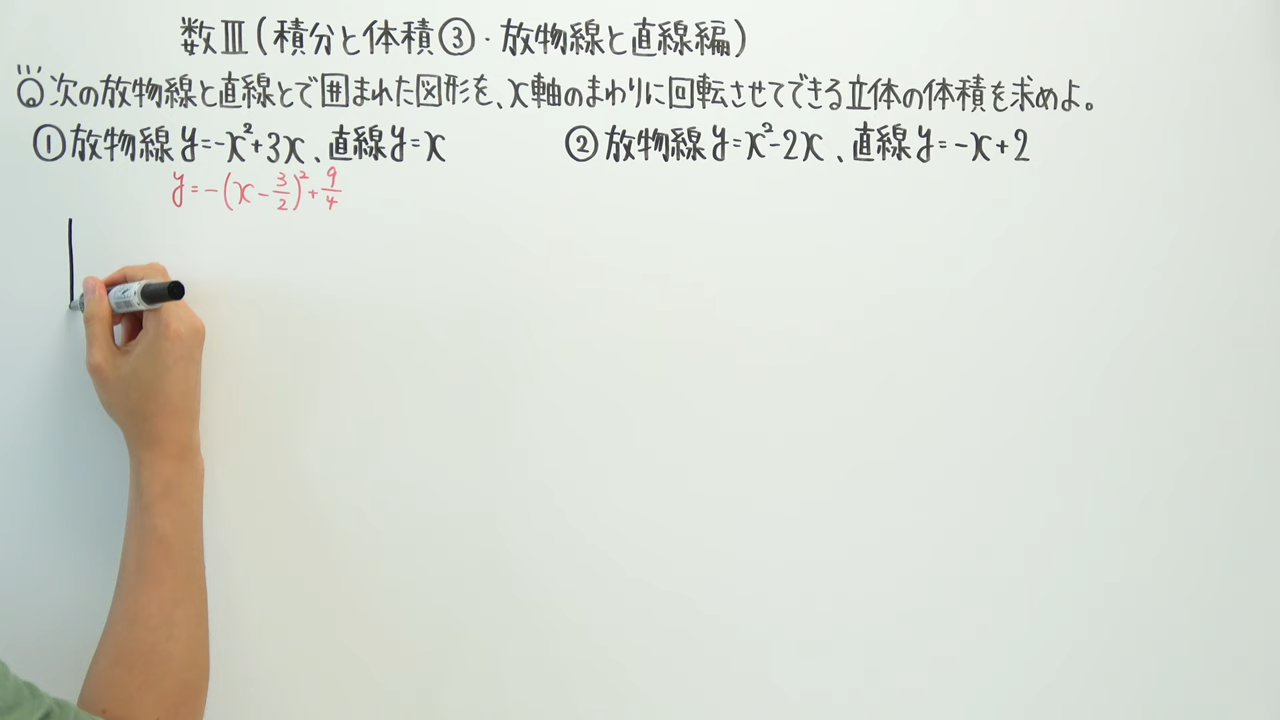 数Ⅲ(積分と体積③・放物線と直線編)
次の放物線と直線とで囲まれた図形を、x軸のまわりに回転させてできる立体の体積を求めよ。
①放物線y=-x²+3x、直線y=x ②放物線y=x²-2x、直線y=-x+2
y=-(x-3/2)²+9/4